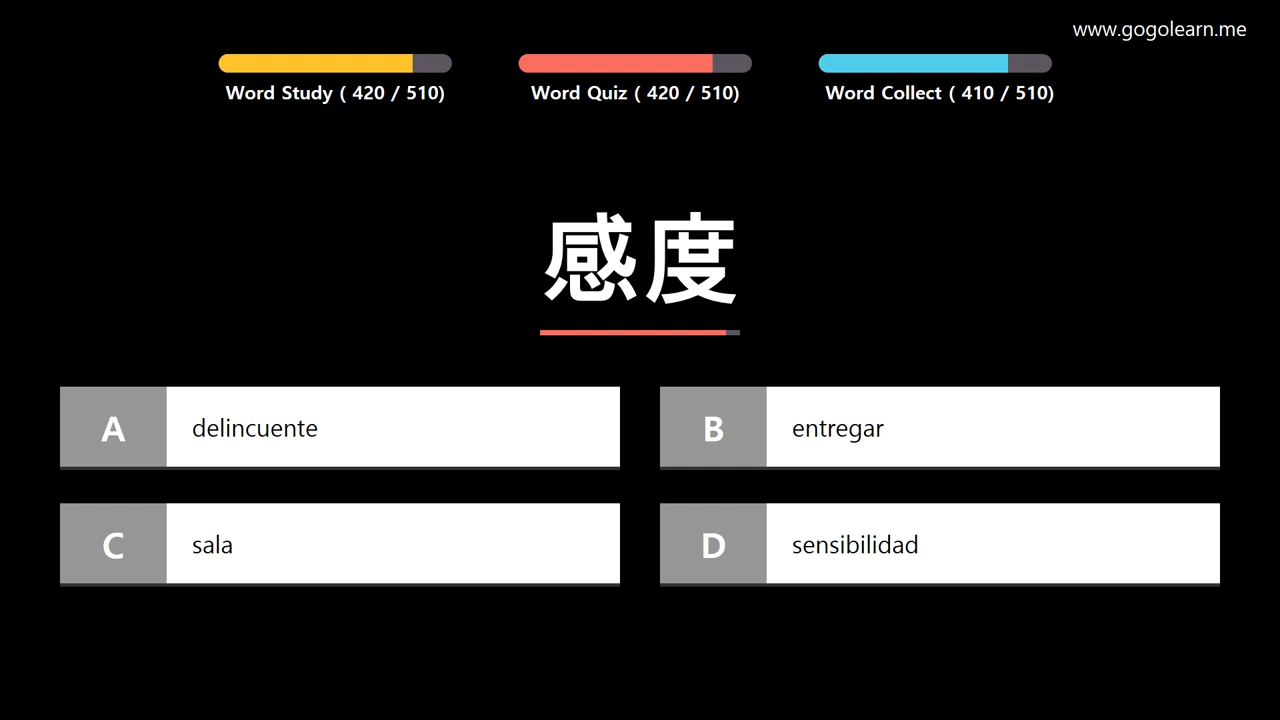 www.gogolearn.me
Word Study ( 420 / 510)
Word Quiz ( 420 / 510)
Word Collect ( 410 / 510)
感度
A
delincuente
B
entregar
C
sala
D
sensibilidad